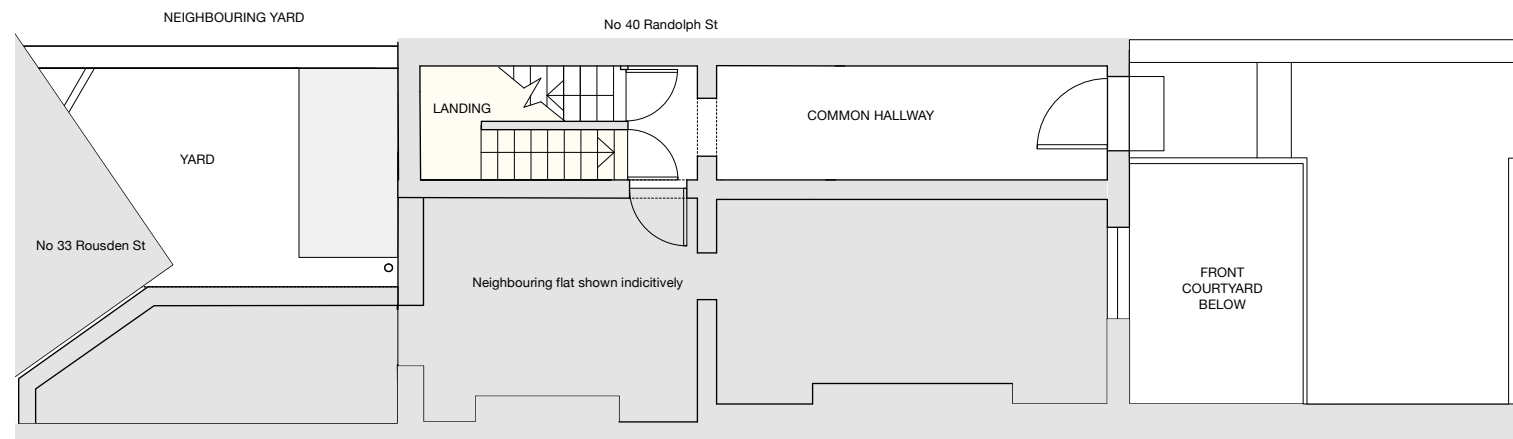 NEIGHBOURING YARD
No 40 Randolph St
LANDING
COMMON HALLWAY
YARD
No 33 Rousden St
Neighbouring flat shown indicitively
FRONT
COURTYARD
BELOW